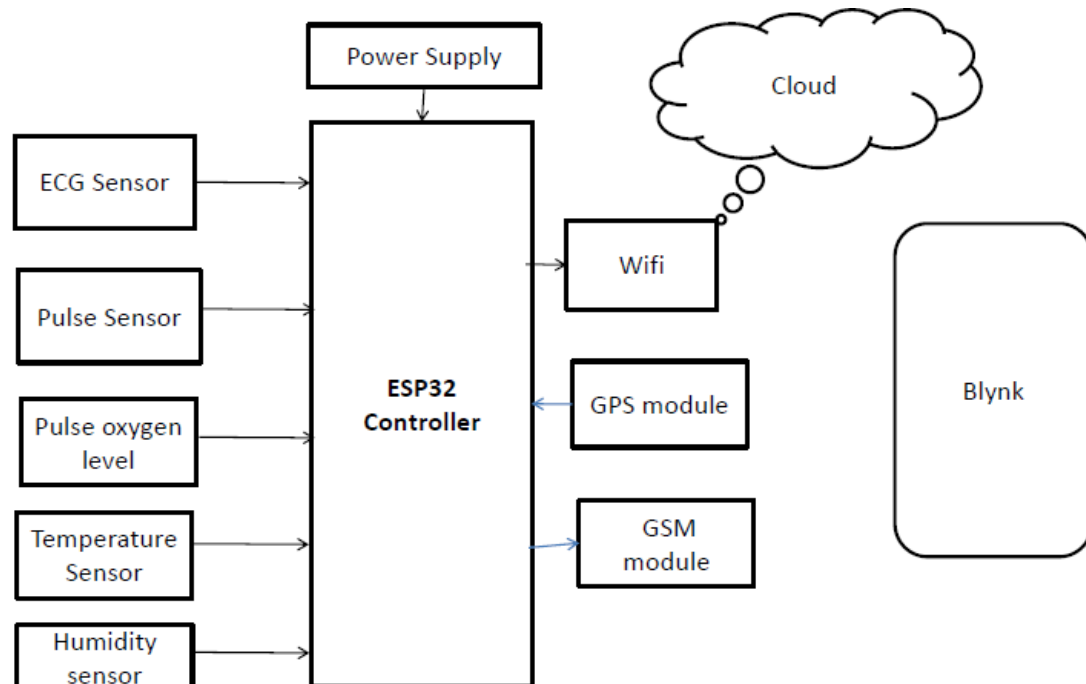 Power Supply
Cloud
ECG Sensor
Wifi
Pulse Sensor
ESP32
Controller
GPS module
Blynk
Pulse oxygen
level
GSM
module
Temperature
Sensor
Humidity
sensor